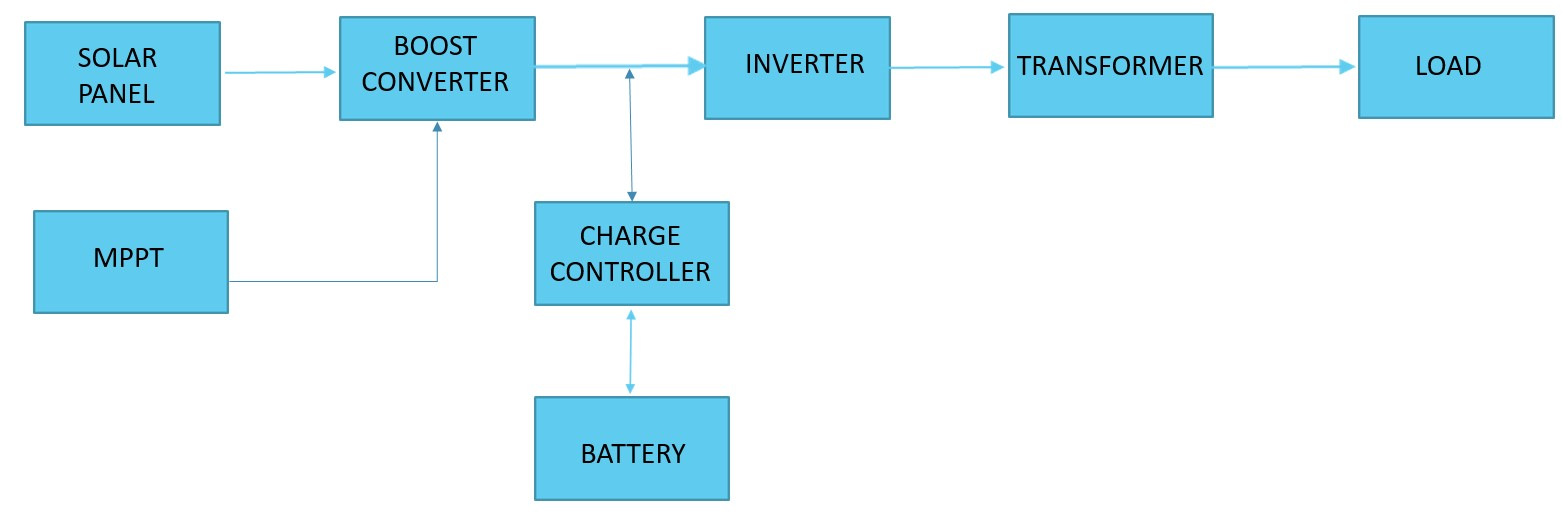 SOLAR
PANEL
BOOST
CONVERTER
INVERTER
TRANSFORMER
LOAD
MPPT
CHARGE
CONTROLLER
BATTERY